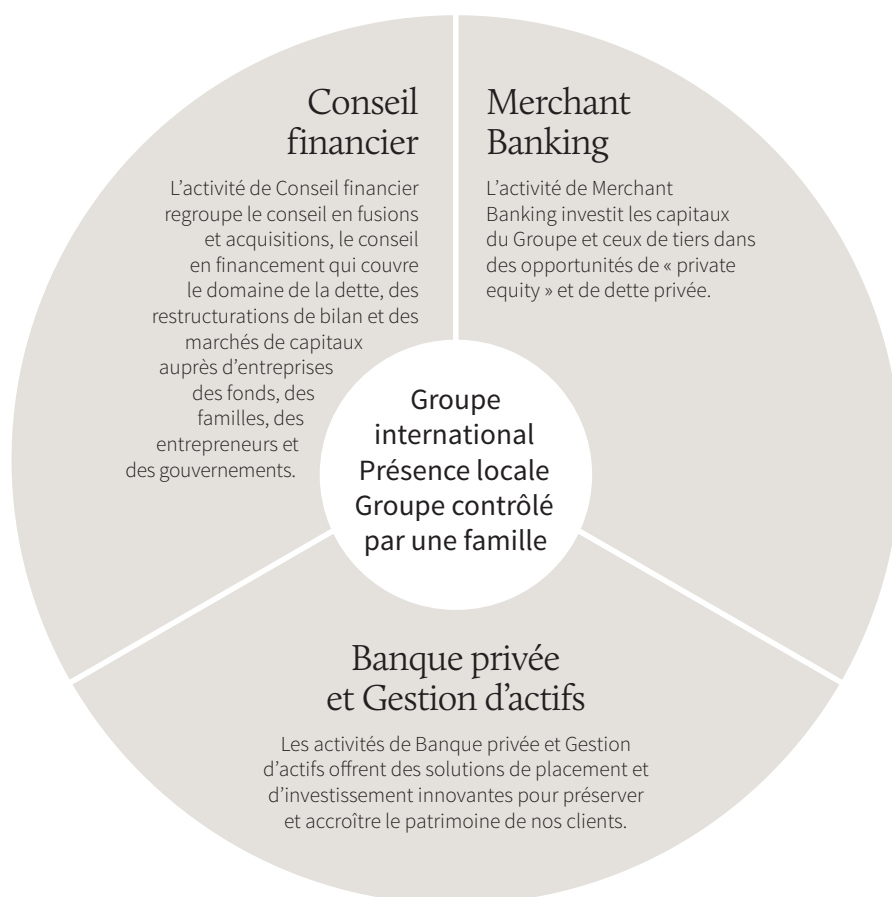 Conseil
financier
L’activité de Conseil financier
regroupe le conseil en fusions
et acquisitions, le conseil
en financement qui couvre
le domaine de la dette, des
restructurations de bilan et des
marchés de capitaux
auprès d’entreprises
des fonds, des
familles, des
entrepreneurs et
des gouvernements.
Merchant
Banking
L’activité de Merchant
Banking investit les capitaux
du Groupe et ceux de tiers dans
des opportunités de « private
equity » et de dette privée.
Groupe
international
Présence locale
Groupe contrôlé
par une famille
Banque privée
et Gestion d’actifs
Les activités de Banque privée et Gestion
d’actifs offrent des solutions de placement et
d’investissement innovantes pour préserver
et accroître le patrimoine de nos clients.